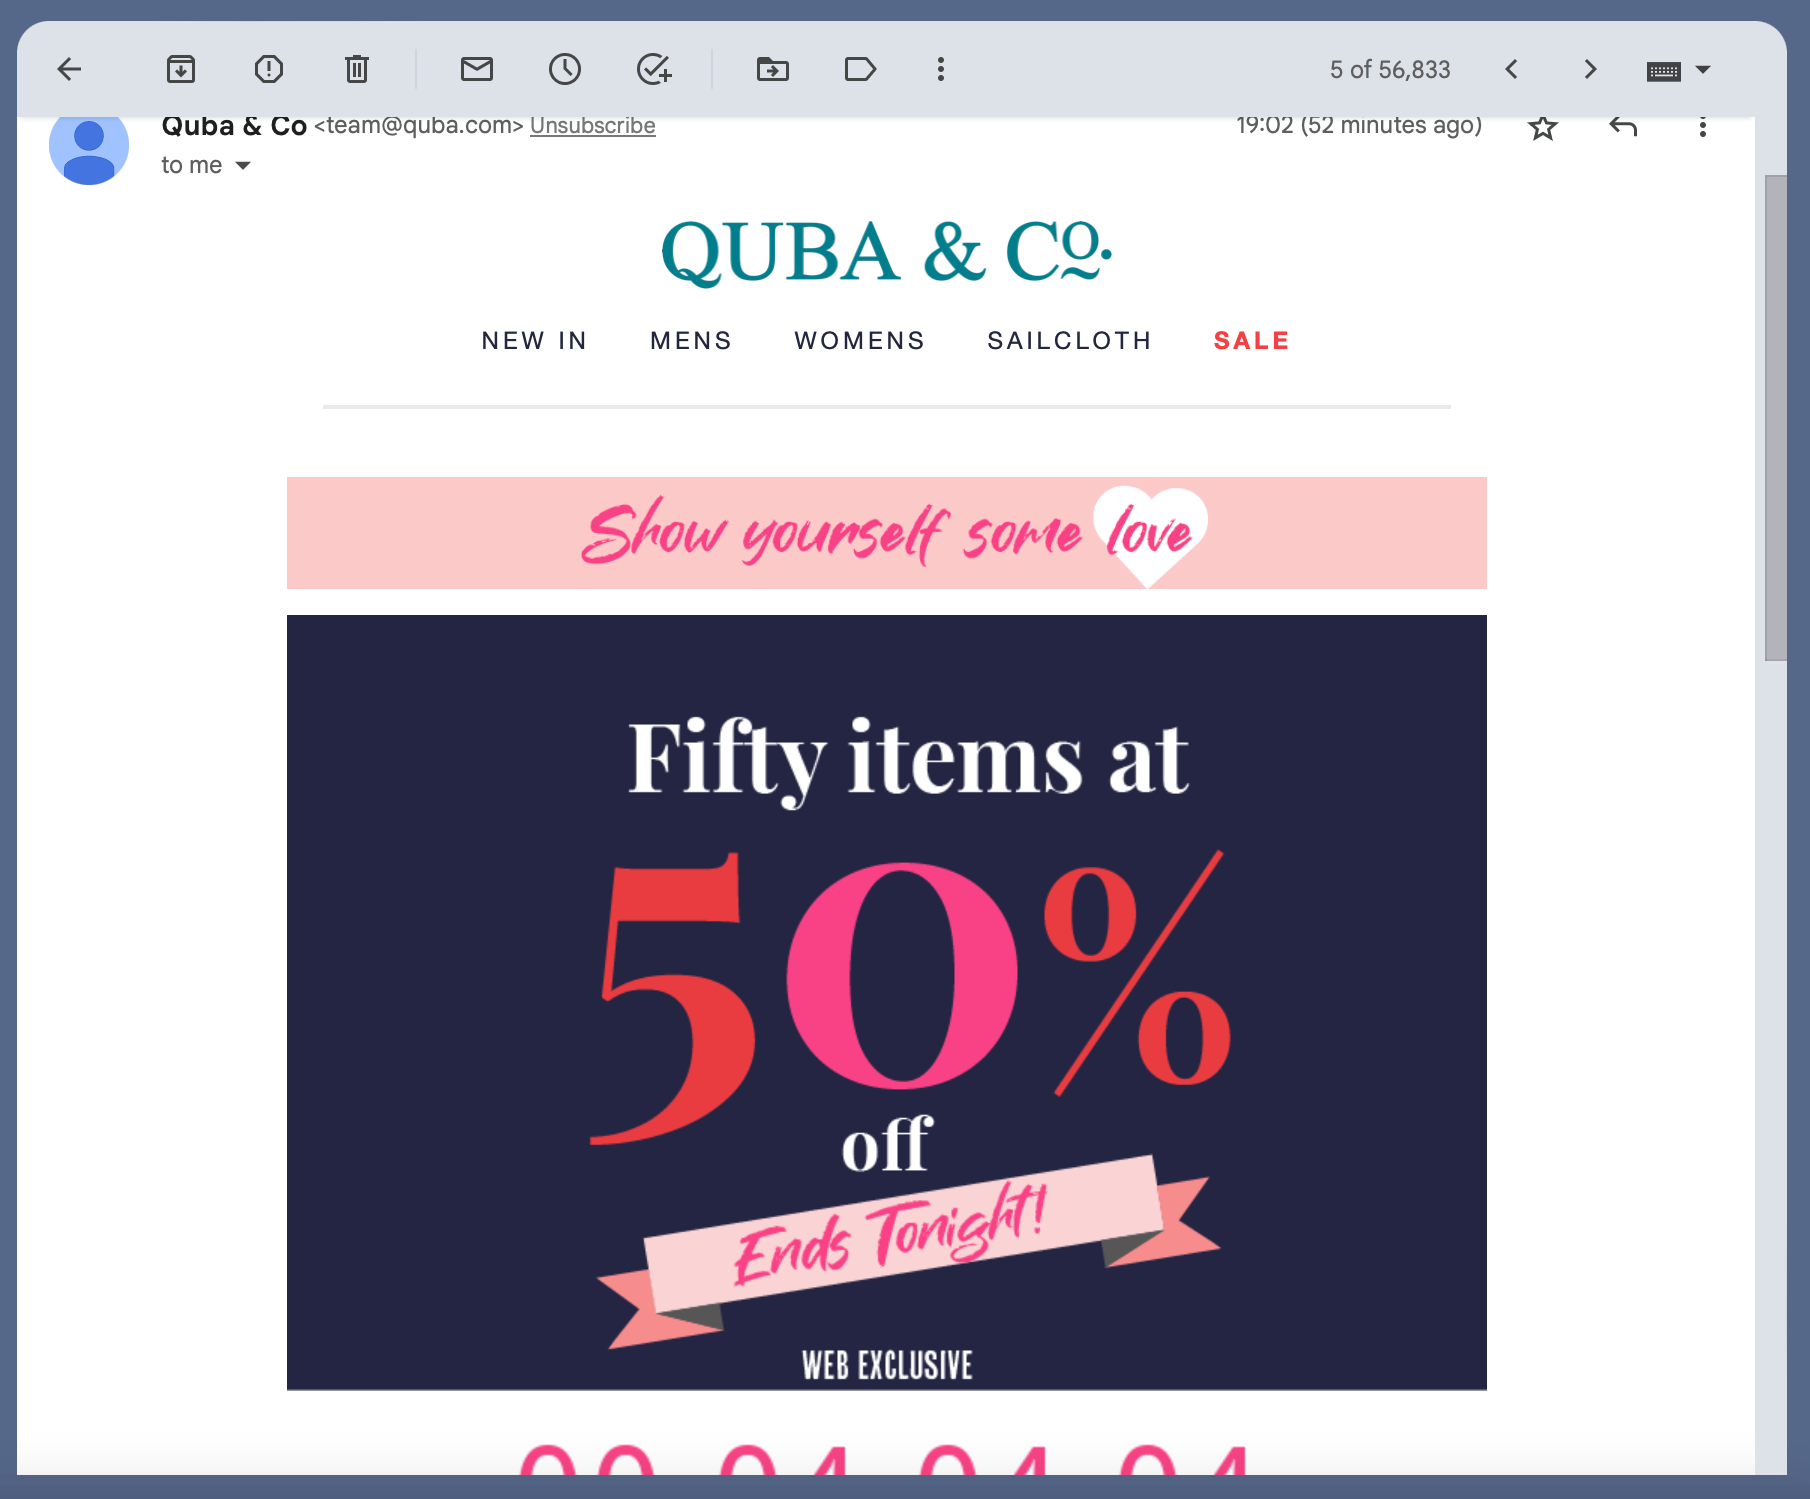 5 of 56,833
Quba & Co <team@quba.com> Unsubscribe
19:02 (52 minutes ago)
to me
QUBA & Co.
NEW IN MENS WOMENS SAILCLOTH SALE
Show yourself some love
Fifty items at
50%
off
Ends Tonight!
WEB EXCLUSIVE